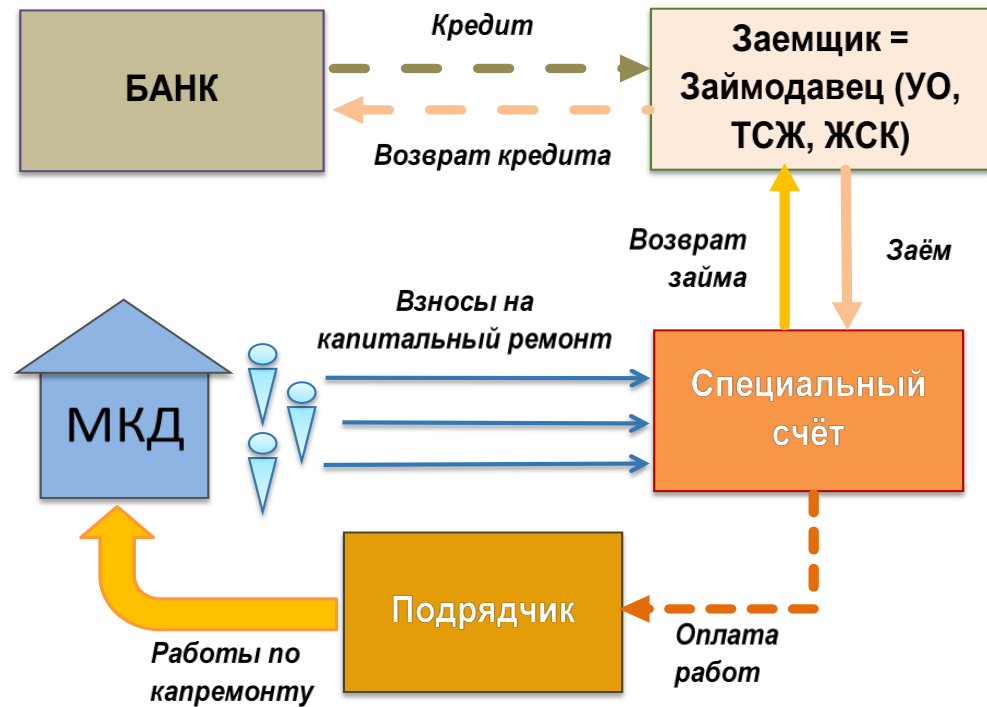 Кредит
БАНК
Заемщик =
Займодавец (УО,
ТСЖ, ЖСК)
Возврат кредита
Возврат
займа
Заём
Взносы на
капитальный ремонт
МКД
Специальный
счёт
Подрядчик
Оплата
работ
Работы по
капремонту